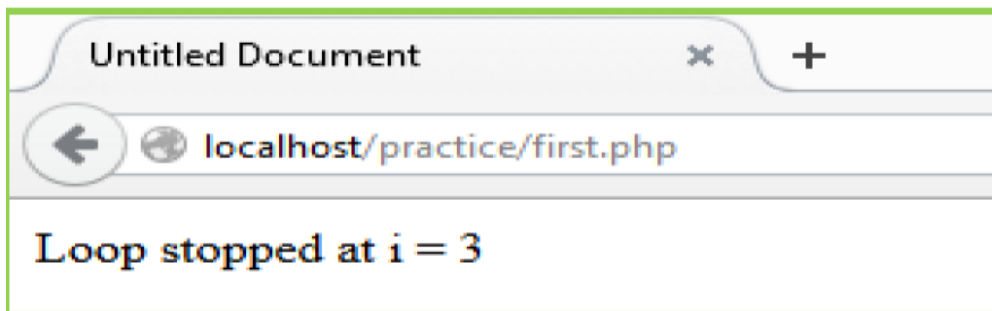 Untitled Document
localhost/practice/first.php
Loop stopped at i = 3